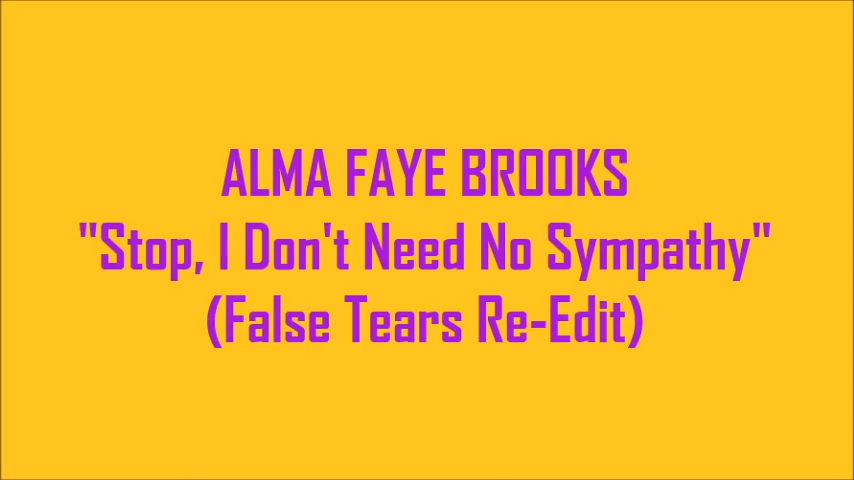 ALMA FAYE BROOKS
"Stop, I Don't Need No Sympathy"
(False Tears Re-Edit)